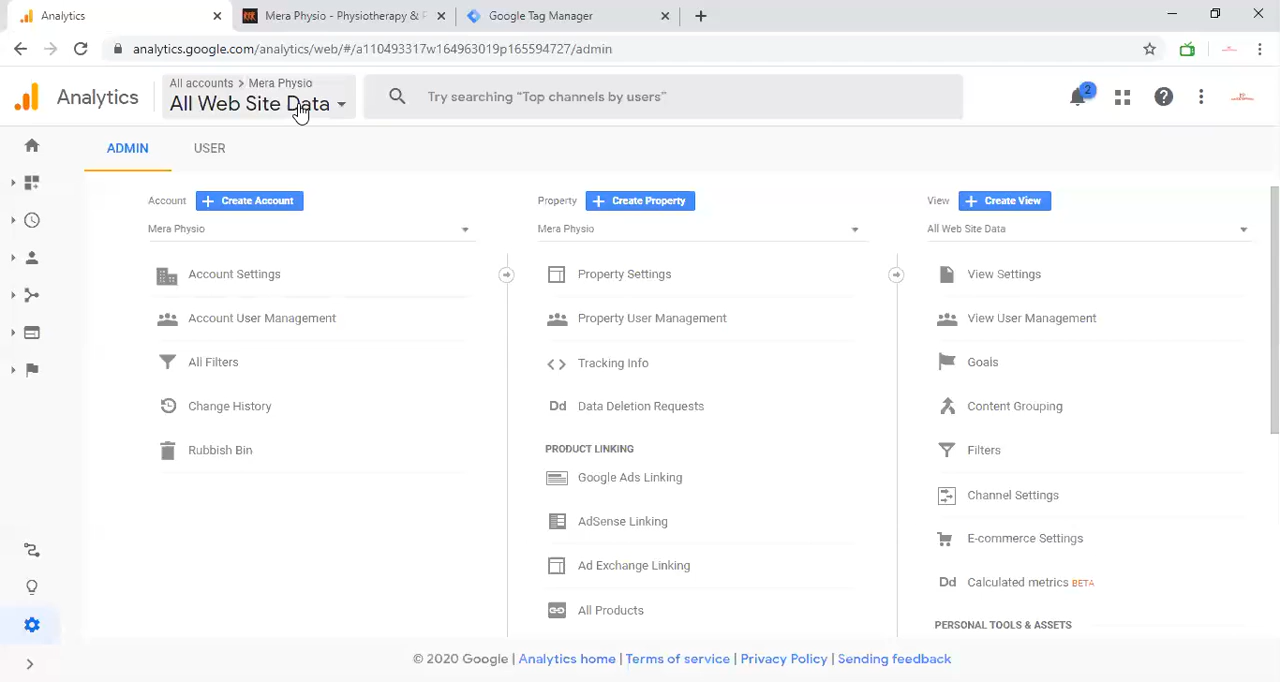 Analytics
Mera Physio - Physiotherapy & F
Google Tag Manager
analytics.google.com/analytics/web/#/a110493317w164963019p165594727/admin
Analytics
All accounts > Mera Physio
All Web Site Data
Try searching “Top channels by users”
2
ADMIN
USER
Account
Create Account
Mera Physio
Account Settings
Account User Management
All Filters
Change History
Rubbish Bin
Property
Create Property
Mera Physio
Property Settings
Property User Management
Tracking Info
Dd Data Deletion Requests
PRODUCT LINKING
Google Ads Linking
AdSense Linking
Ad Exchange Linking
All Products
View
Create View
All Web Site Data
View Settings
View User Management
Goals
Content Grouping
Filters
Channel Settings
E-commerce Settings
Dd Calculated metrics BETA
PERSONAL TOOLS & ASSETS
© 2020 Google | Analytics home | Terms of service | Privacy Policy | Sending feedback